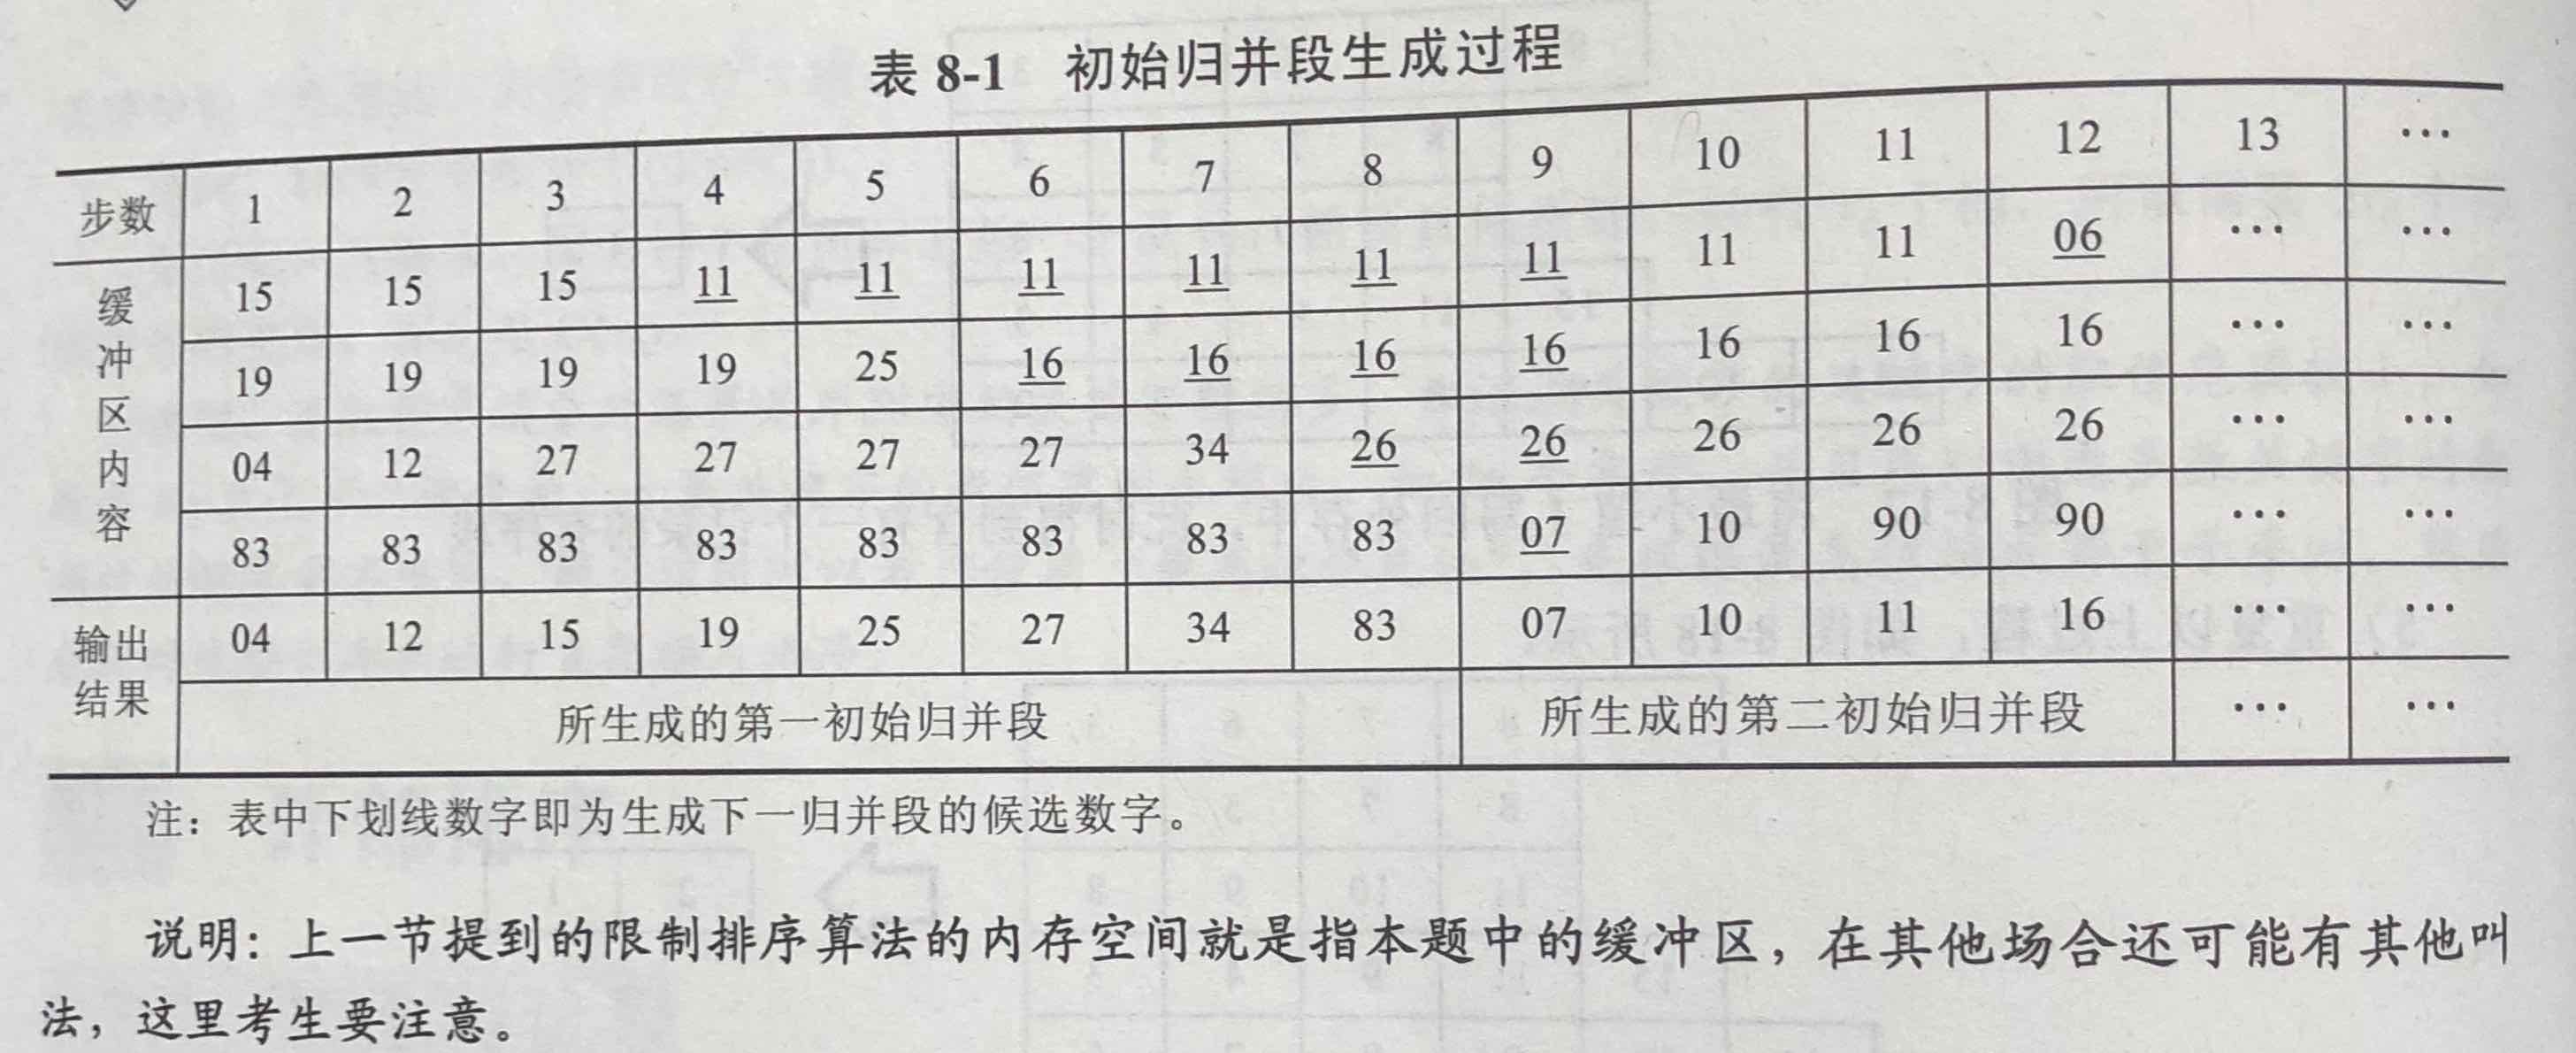 表 8-1 初始归并段生成过程
步数 1 2 3 4 5 6 7 8 9 10 11 12 13 …
缓冲区内容 15 15 15 11 11 11 11 11 11 11 11 06 … …
19 19 19 19 25 16 16 16 16 16 16 16 … …
04 12 27 27 27 27 34 26 26 26 26 26 … …
83 83 83 83 83 83 83 83 07 10 90 90 … …
输出结果 04 12 15 19 25 27 34 83 07 10 11 16 … …
所生成的第一初始归并段 所生成的第二初始归并段 … …
注：表中下划线数字即为生成下一归并段的候选数字。
说明：上一节提到的限制排序算法的内存空间就是指本题中的缓冲区，在其他场合还可能有其他叫
法，这里考生要注意。